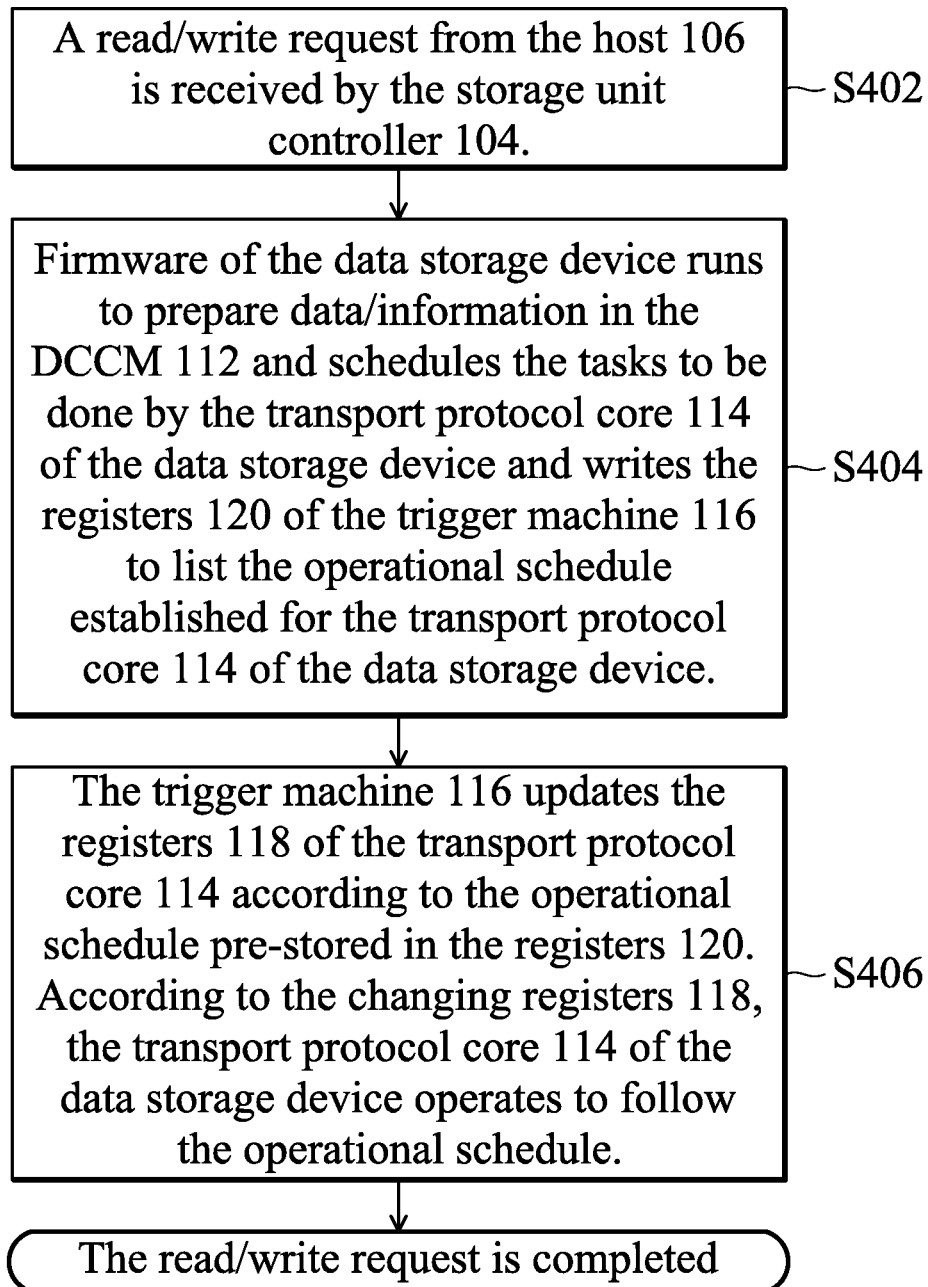 A read/write request from the host 106
is received by the storage unit
controller 104.
S402
Firmware of the data storage device runs
to prepare data/information in the
DCCM 112 and schedules the tasks to be
done by the transport protocol core 114
of the data storage device and writes the
registers 120 of the trigger machine 116
to list the operational schedule
established for the transport protocol
core 114 of the data storage device.
S404
The trigger machine 116 updates the
registers 118 of the transport protocol
core 114 according to the operational
schedule pre-stored in the registers 120.
According to the changing registers 118,
the transport protocol core 114 of the
data storage device operates to follow
the operational schedule.
S406
The read/write request is completed